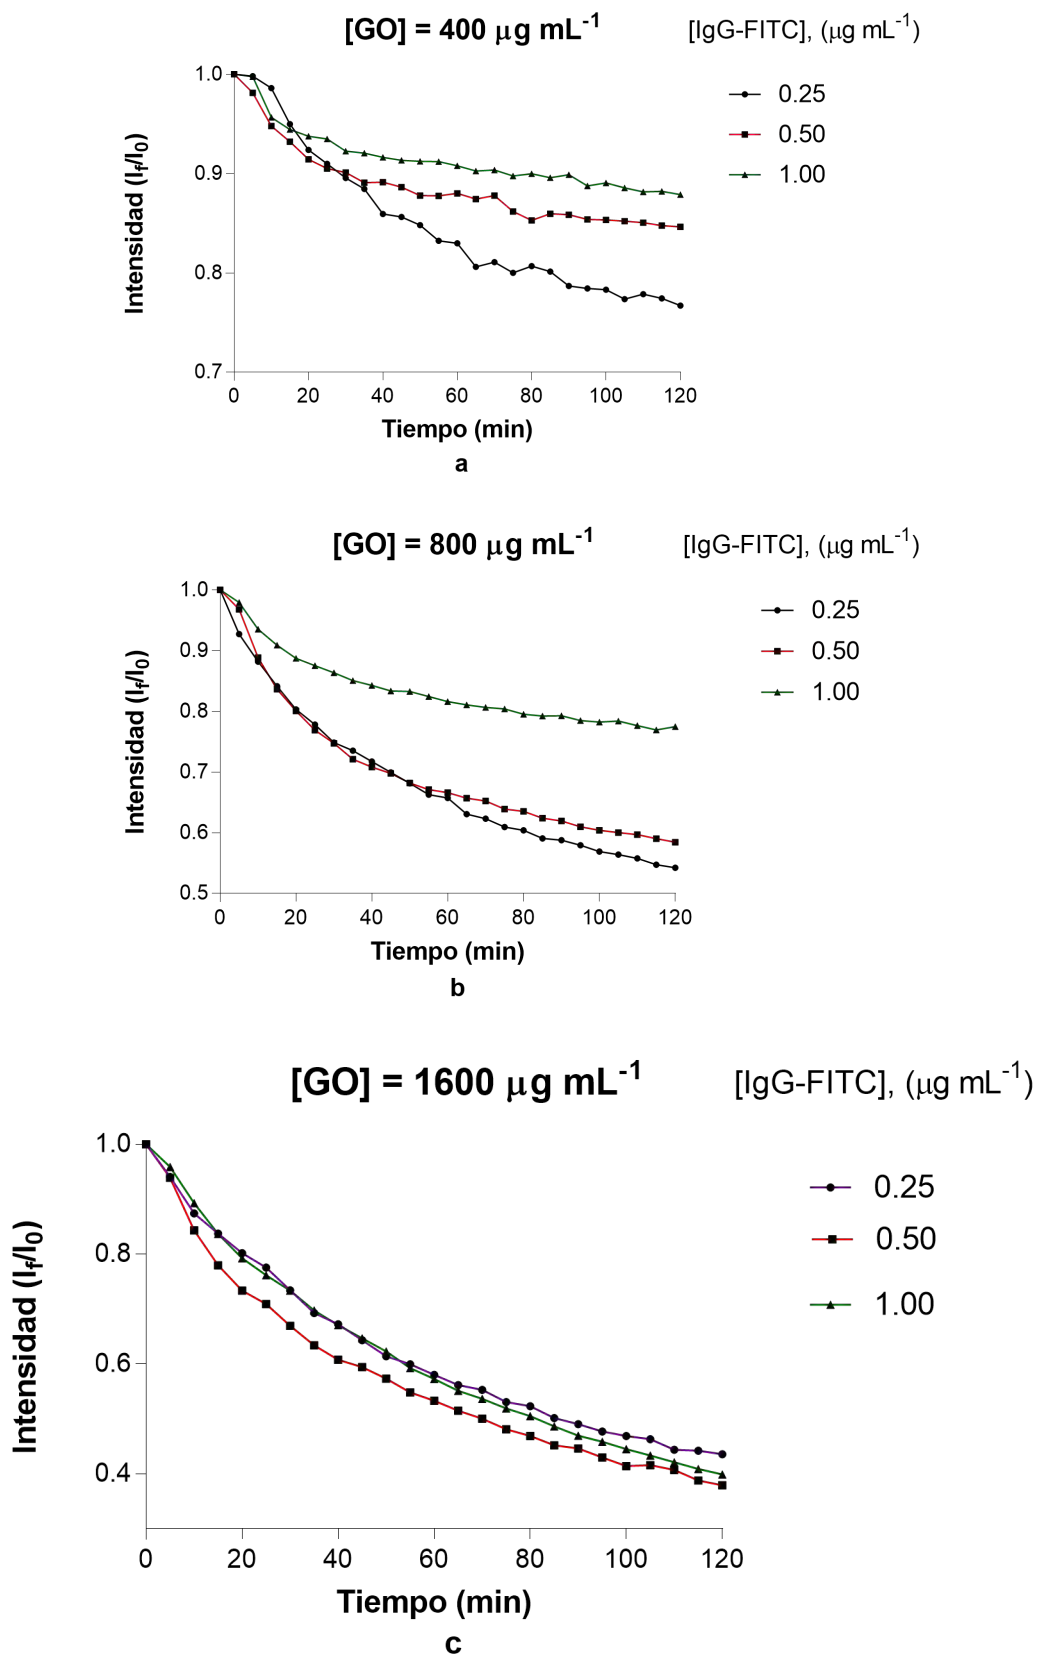 [GO] = 400 μg mL⁻¹
[IgG-FITC], (μg mL⁻¹)
0.25
0.50
1.00
Intensidad (If/I0)
1.0
0.9
0.8
0.7
0 20 40 60 80 100 120
Tiempo (min)
a
[GO] = 800 μg mL⁻¹
[IgG-FITC], (μg mL⁻¹)
0.25
0.50
1.00
Intensidad (If/I0)
1.0
0.9
0.8
0.7
0.6
0.5
0 20 40 60 80 100 120
Tiempo (min)
b
[GO] = 1600 μg mL⁻¹
[IgG-FITC], (μg mL⁻¹)
0.25
0.50
1.00
Intensidad (If/I0)
1.0
0.8
0.6
0.4
0 20 40 60 80 100 120
Tiempo (min)
c